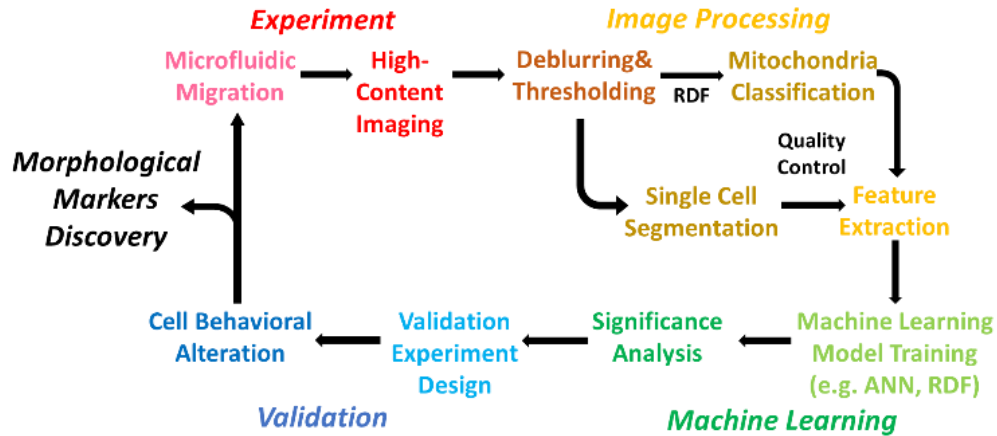 Experiment
Image Processing
Microfluidic
Migration
High-
Content
Imaging
Deblurring&
Thresholding
RDF
Mitochondria
Classification
Quality
Control
Morphological
Markers
Discovery
Single Cell
Segmentation
Feature
Extraction
Cell Behavioral
Alteration
Validation
Experiment
Design
Significance
Analysis
Machine Learning
Model Training
(e.g. ANN, RDF)
Validation
Machine Learning